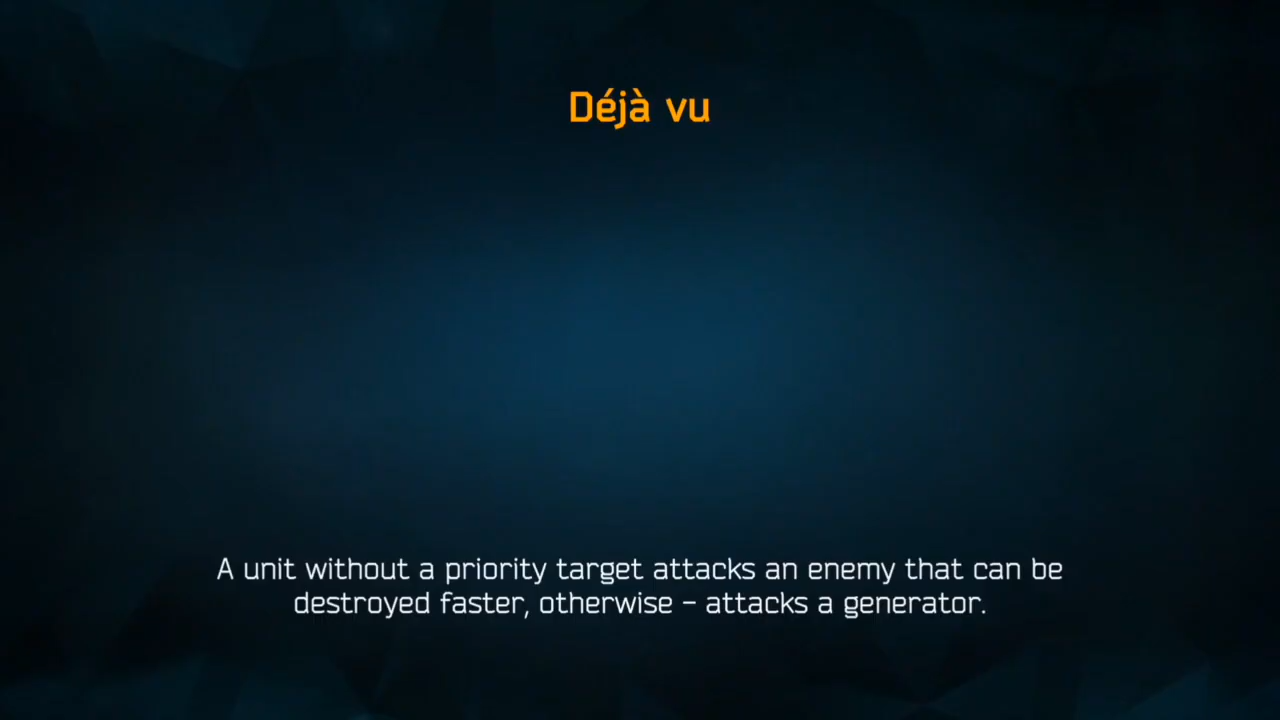 Déjà vu
A unit without a priority target attacks an enemy that can be
destroyed faster, otherwise – attacks a generator.